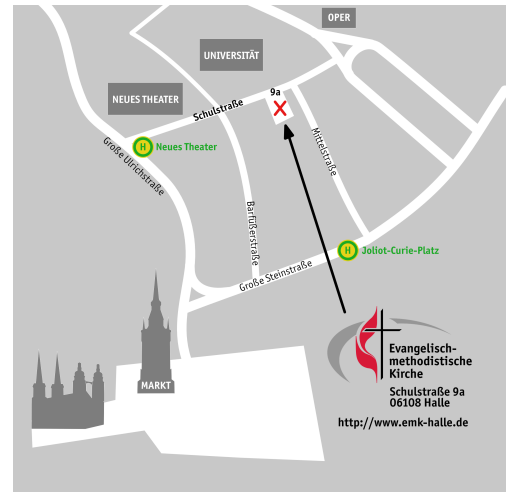 OPER
UNIVERSITÄT
NEUES THEATER
9a
Schulstraße
H Neues Theater
Große Ulrichstraße
Mittelstraße
Barfüßerstraße
H Joliot-Curie-Platz
Große Steinstraße
MARKT
Evangelisch-
methodistische
Kirche
Schulstraße 9a
06108 Halle
http://www.emk-halle.de